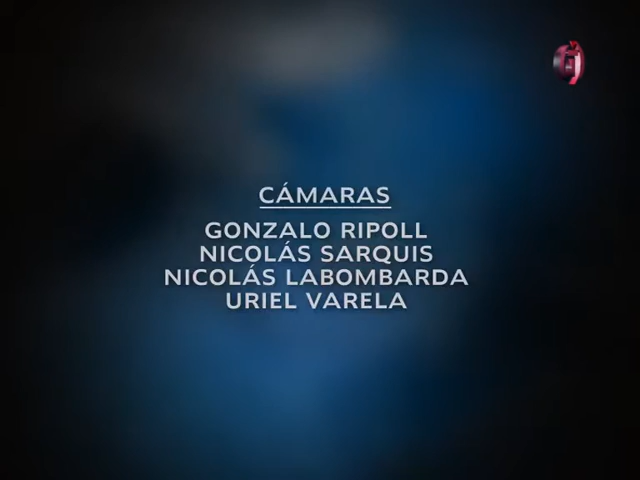 CÁMARAS
GONZALO RIPOLL
NICOLÁS SARQUIS
NICOLÁS LABOMBARDA
URIEL VARELA